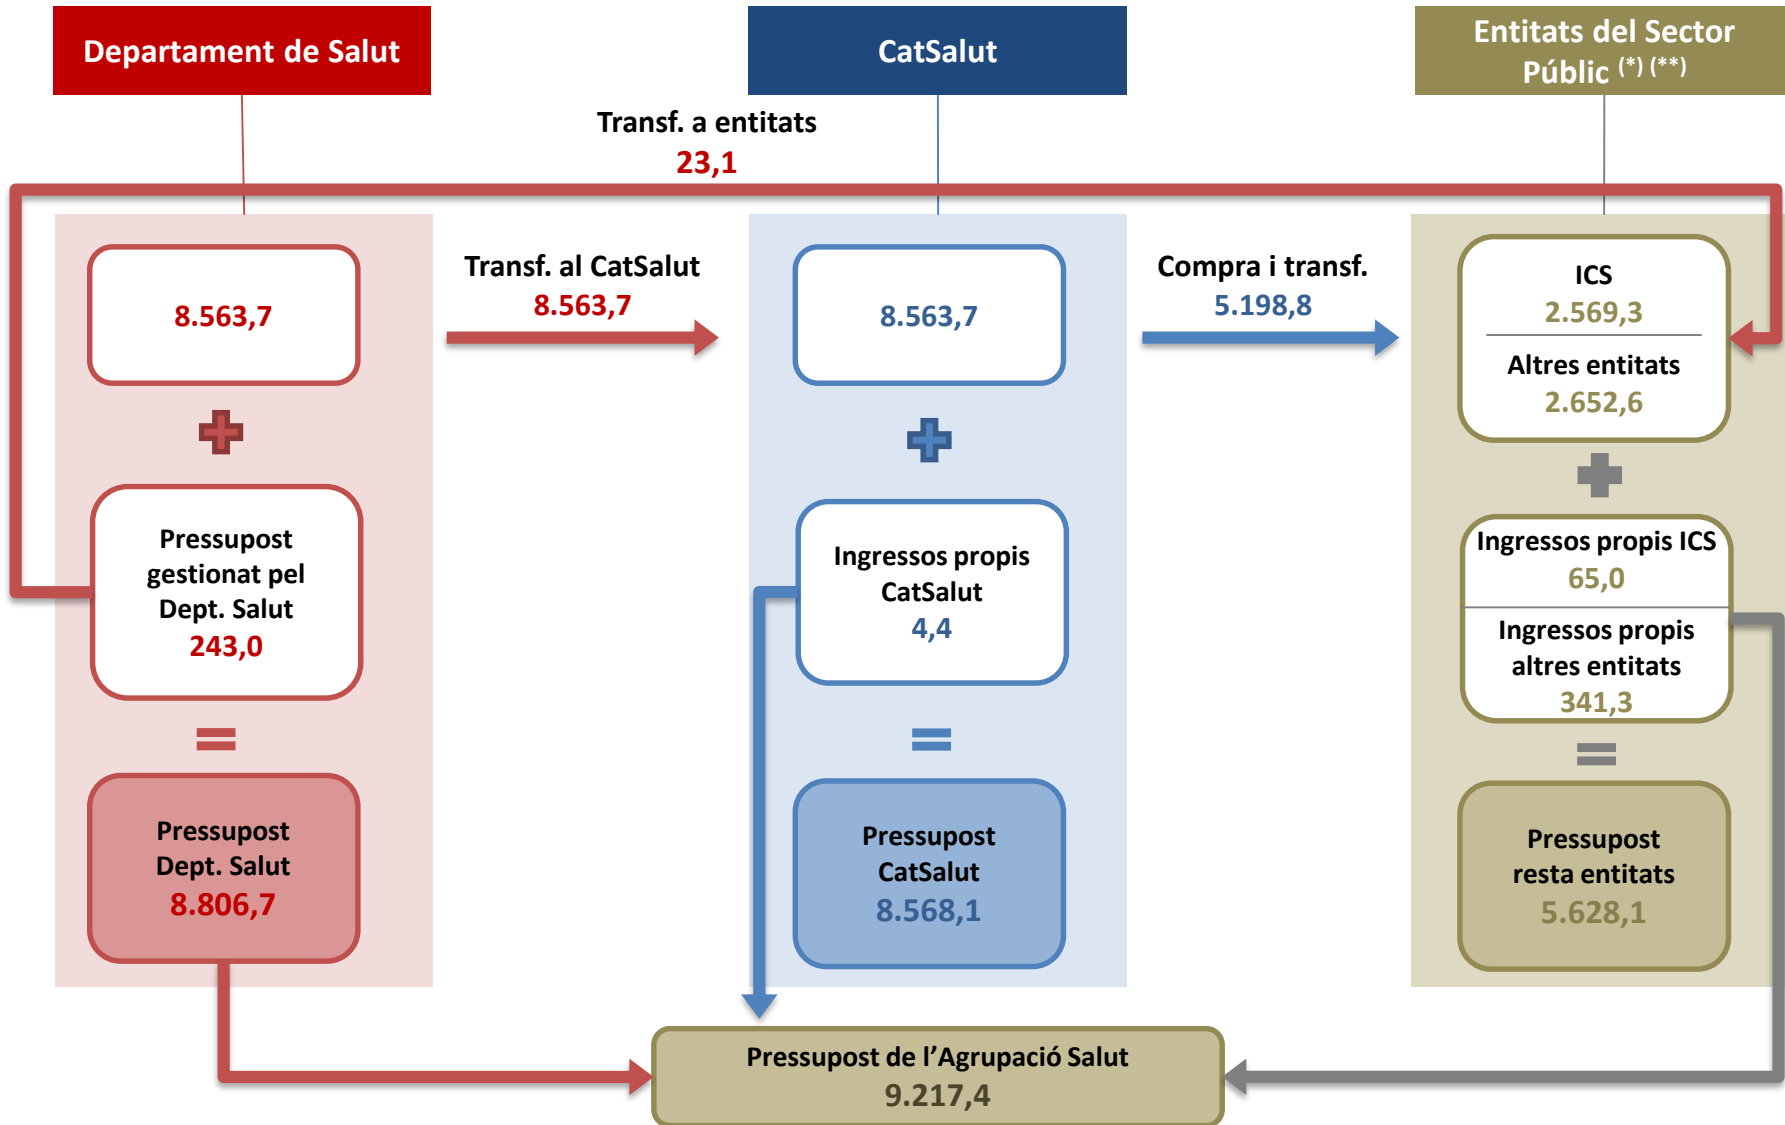 Departament de Salut
CatSalut
Entitats del Sector
Públic (*) (**)
Transf. a entitats
23,1
8.563,7
Transf. al CatSalut
8.563,7
8.563,7
Compra i transf.
5.198,8
ICS
2.569,3
Altres entitats
2.652,6
Pressupost
gestionat pel
Dept. Salut
243,0
Ingressos propis
CatSalut
4,4
Ingressos propis ICS
65,0
Ingressos propis
altres entitats
341,3
Pressupost
Dept. Salut
8.806,7
Pressupost
CatSalut
8.568,1
Pressupost
resta entitats
5.628,1
Pressupost de l’Agrupació Salut
9.217,4